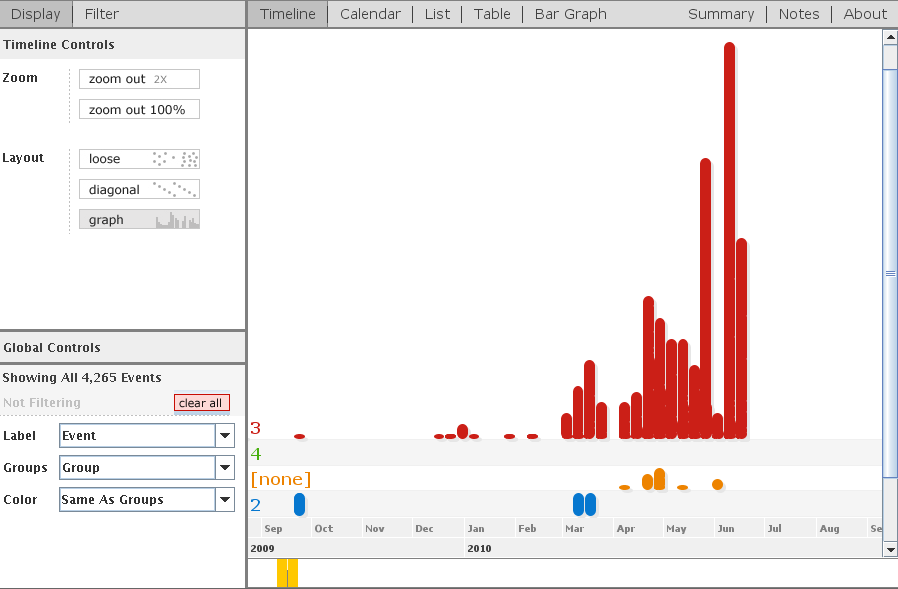 Display Filter Timeline Calendar List Table Bar Graph Summary Notes About
Timeline Controls
Zoom
zoom out 2X
zoom out 100%
Layout
loose
diagonal
graph
Global Controls
Showing All 4,265 Events
Not Filtering clear all
Label Event
Groups Group
Color Same As Groups
3
4
[none]
2
Sep Oct Nov Dec Jan Feb Mar Apr May Jun Jul Aug Se
2009 2010